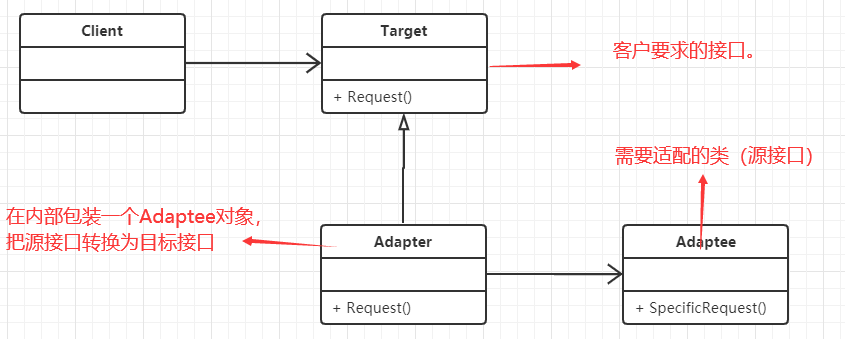 Client
Target
+ Request()
客户要求的接口。
需要适配的类（源接口）
在内部包装一个Adaptee对象，
把源接口转换为目标接口
Adapter
+ Request()
Adaptee
+ SpecificRequest()